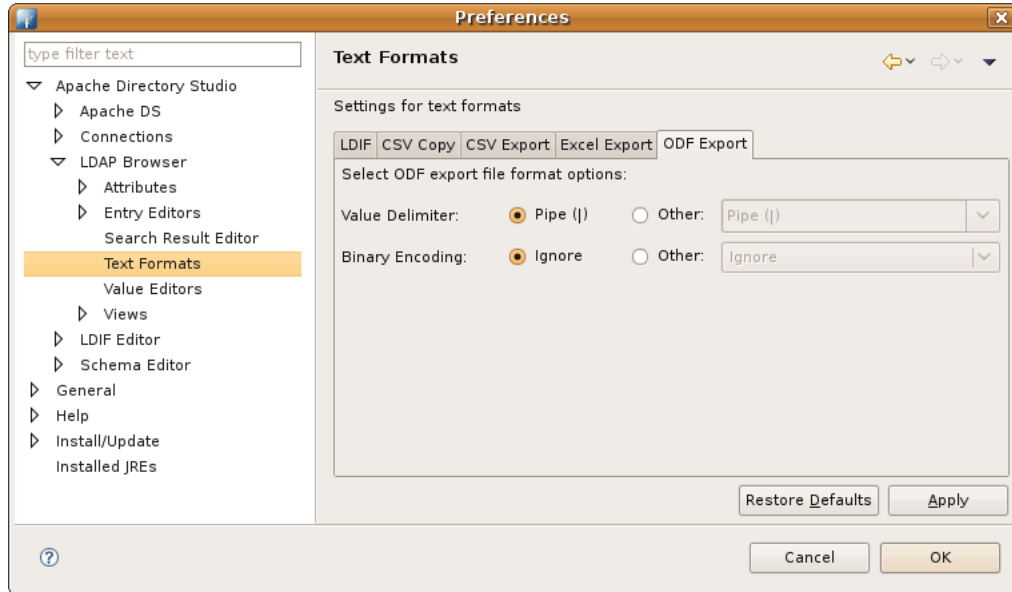 Preferences
type filter text
Apache Directory Studio
Apache DS
Connections
LDAP Browser
Attributes
Entry Editors
Search Result Editor
Text Formats
Value Editors
Views
LDIF Editor
Schema Editor
General
Help
Install/Update
Installed JREs
Text Formats
Settings for text formats
LDIF CSV Copy CSV Export Excel Export ODF Export
Select ODF export file format options:
Value Delimiter: Pipe (|) Other: Pipe (|)
Binary Encoding: Ignore Other: Ignore
Restore Defaults Apply
? Cancel OK